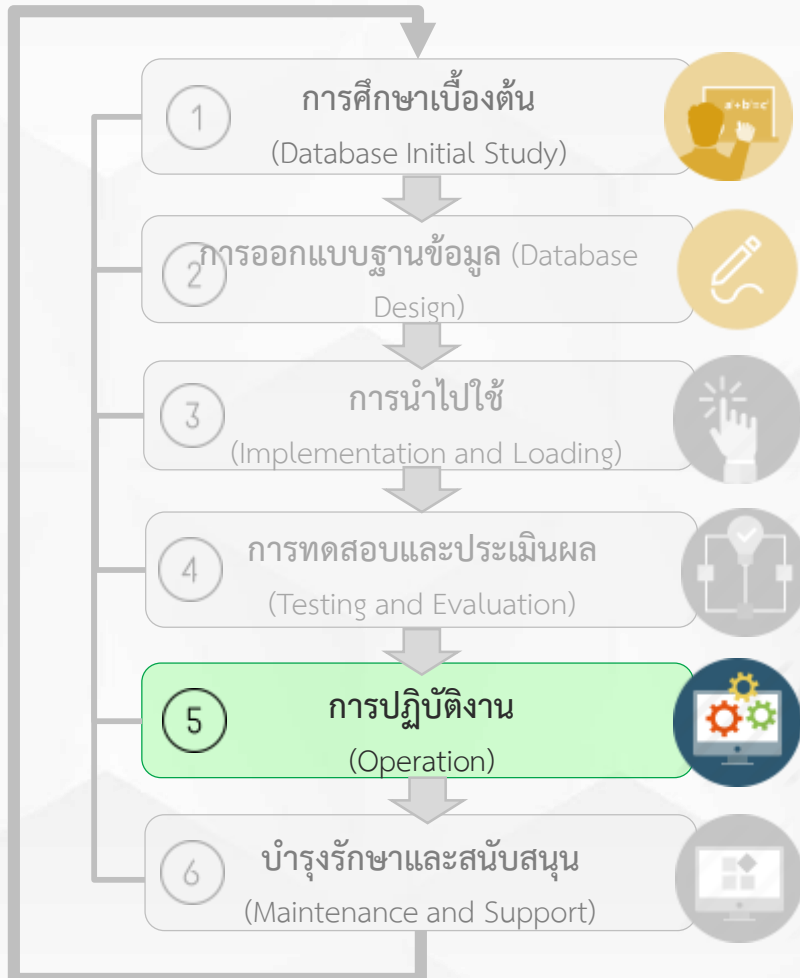 1
การศึกษาเบื้องต้น
(Database Initial Study)
a²+b²=c²
2
การออกแบบฐานข้อมูล (Database
Design)
3
การนำไปใช้
(Implementation and Loading)
4
การทดสอบและประเมินผล
(Testing and Evaluation)
5
การปฏิบัติงาน
(Operation)
6
บำรุงรักษาและสนับสนุน
(Maintenance and Support)